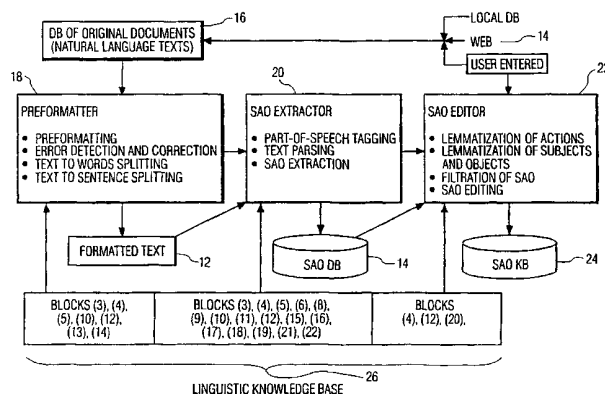 16
DB OF ORIGINAL DOCUMENTS
(NATURAL LANGUAGE TEXTS)
LOCAL DB
WEB
14
USER ENTERED
18
20
PREFORMATTER
• PREFORMATTING
• ERROR DETECTION AND CORRECTION
• TEXT TO WORDS SPLITTING
• TEXT TO SENTENCE SPLITTING
SAO EXTRACTOR
• PART-OF-SPEECH TAGGING
• TEXT PARSING
• SAO EXTRACTION
SAO EDITOR
• LEMMATIZATION OF ACTIONS
• LEMMATIZATION OF SUBJECTS
AND OBJECTS
• FILTRATION OF SAO
• SAO EDITING
FORMATTED TEXT
12
SAO DB
14
SAO KB
24
BLOCKS (3), (4),
(5), (10), (12),
(13), (14)
BLOCKS (3), (4), (5), (6), (8),
(9), (10), (11), (12), (15), (16),
(17), (18), (19), (21), (22)
BLOCKS
(4), (12), (20),
26
LINGUISTIC KNOWLEDGE BASE